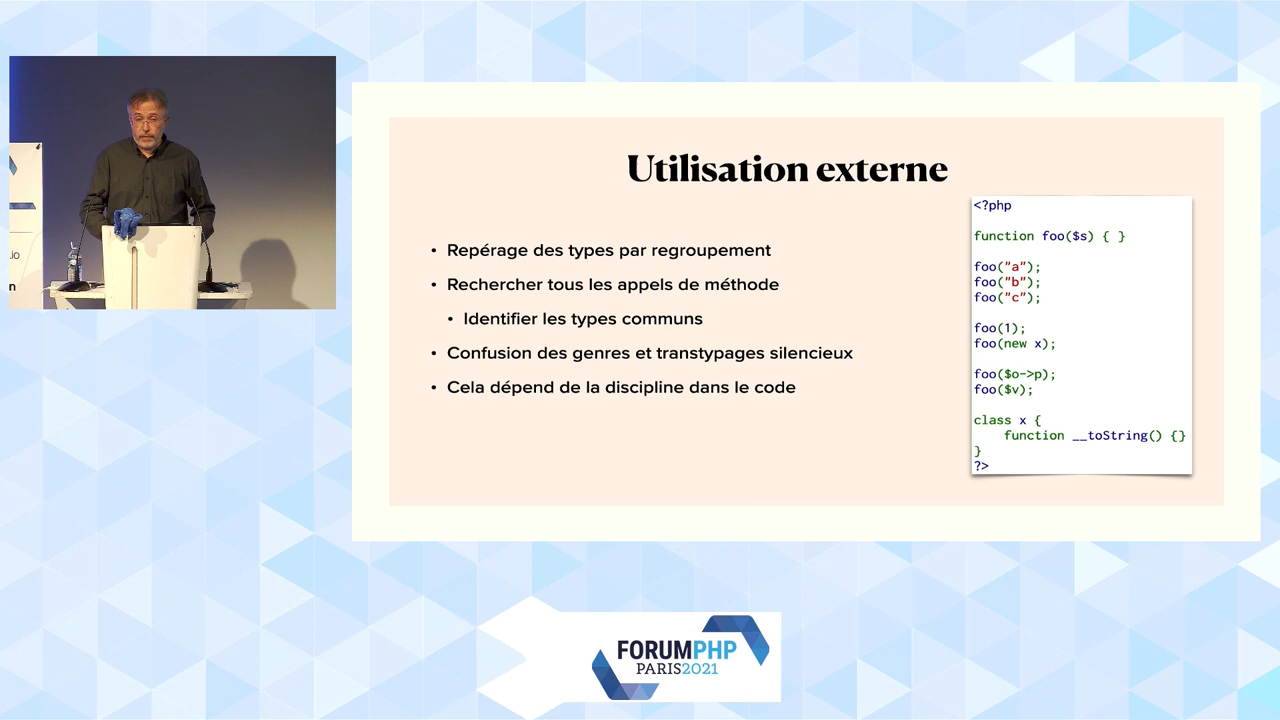 .io
n
Utilisation externe
• Repérage des types par regroupement
• Rechercher tous les appels de méthode
• Identifier les types communs
• Confusion des genres et transtypages silencieux
• Cela dépend de la discipline dans le code
<?php
function foo($s) { }
foo("a");
foo("b");
foo("c");
foo(1);
foo(new x);
foo($o->p);
foo($v);
class x {
function __toString() {}
}
?>
FORUMPHP
PARIS2021